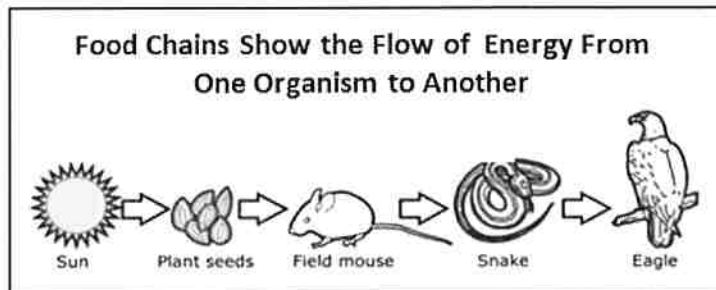 Food Chains Show the Flow of Energy From
One Organism to Another
Sun
Plant seeds
Field mouse
Snake
Eagle